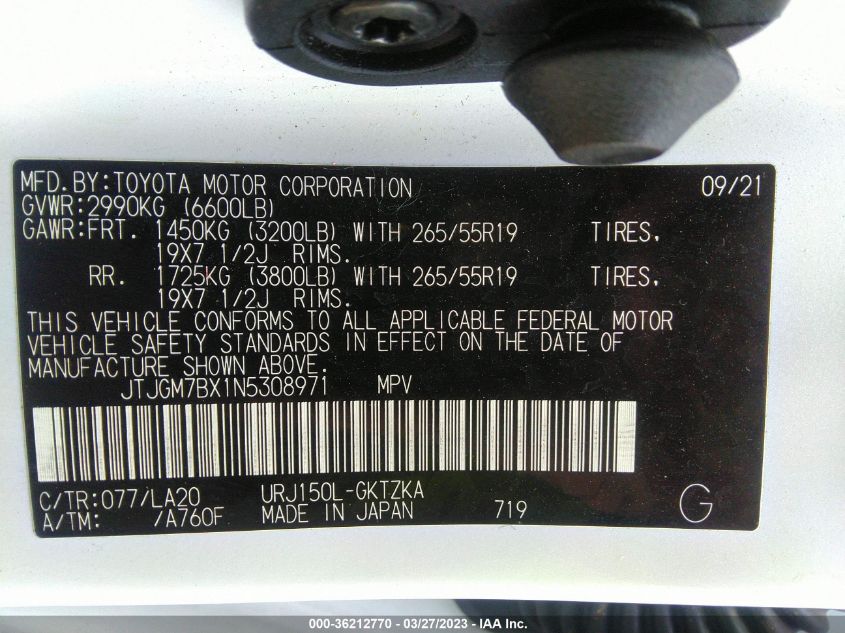 MFD.BY:TOYOTA MOTOR CORPORATION 09/21
GVWR:2990KG (6600LB)
GAWR:FRT. 1450KG (3200LB) WITH 265/55R19 TIRES,
19X7 1/2J RIMS.
RR. 1725KG (3800LB) WITH 265/55R19 TIRES,
19X7 1/2J RIMS.
THIS VEHICLE CONFORMS TO ALL APPLICABLE FEDERAL MOTOR
VEHICLE SAFETY STANDARDS IN EFFECT ON THE DATE OF
MANUFACTURE SHOWN ABOVE.
JTJGM7BX1N5308971 MPV
C/TR:077/LA20 URJ150L-GKTZKA
A/TM: /A760F MADE IN JAPAN 719 G
000-36212770 - 03/27/2023 - © IAA Inc.